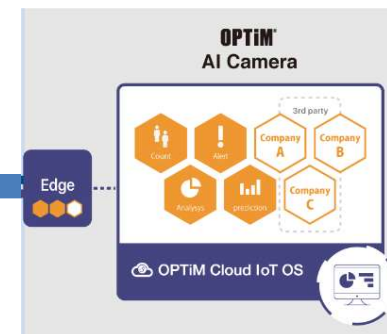 OPTiM
AI Camera
3rd party
Count
Alert
Company
A
Company
B
Analysis
prediction
Company
C
Edge
OPTiM Cloud IoT OS